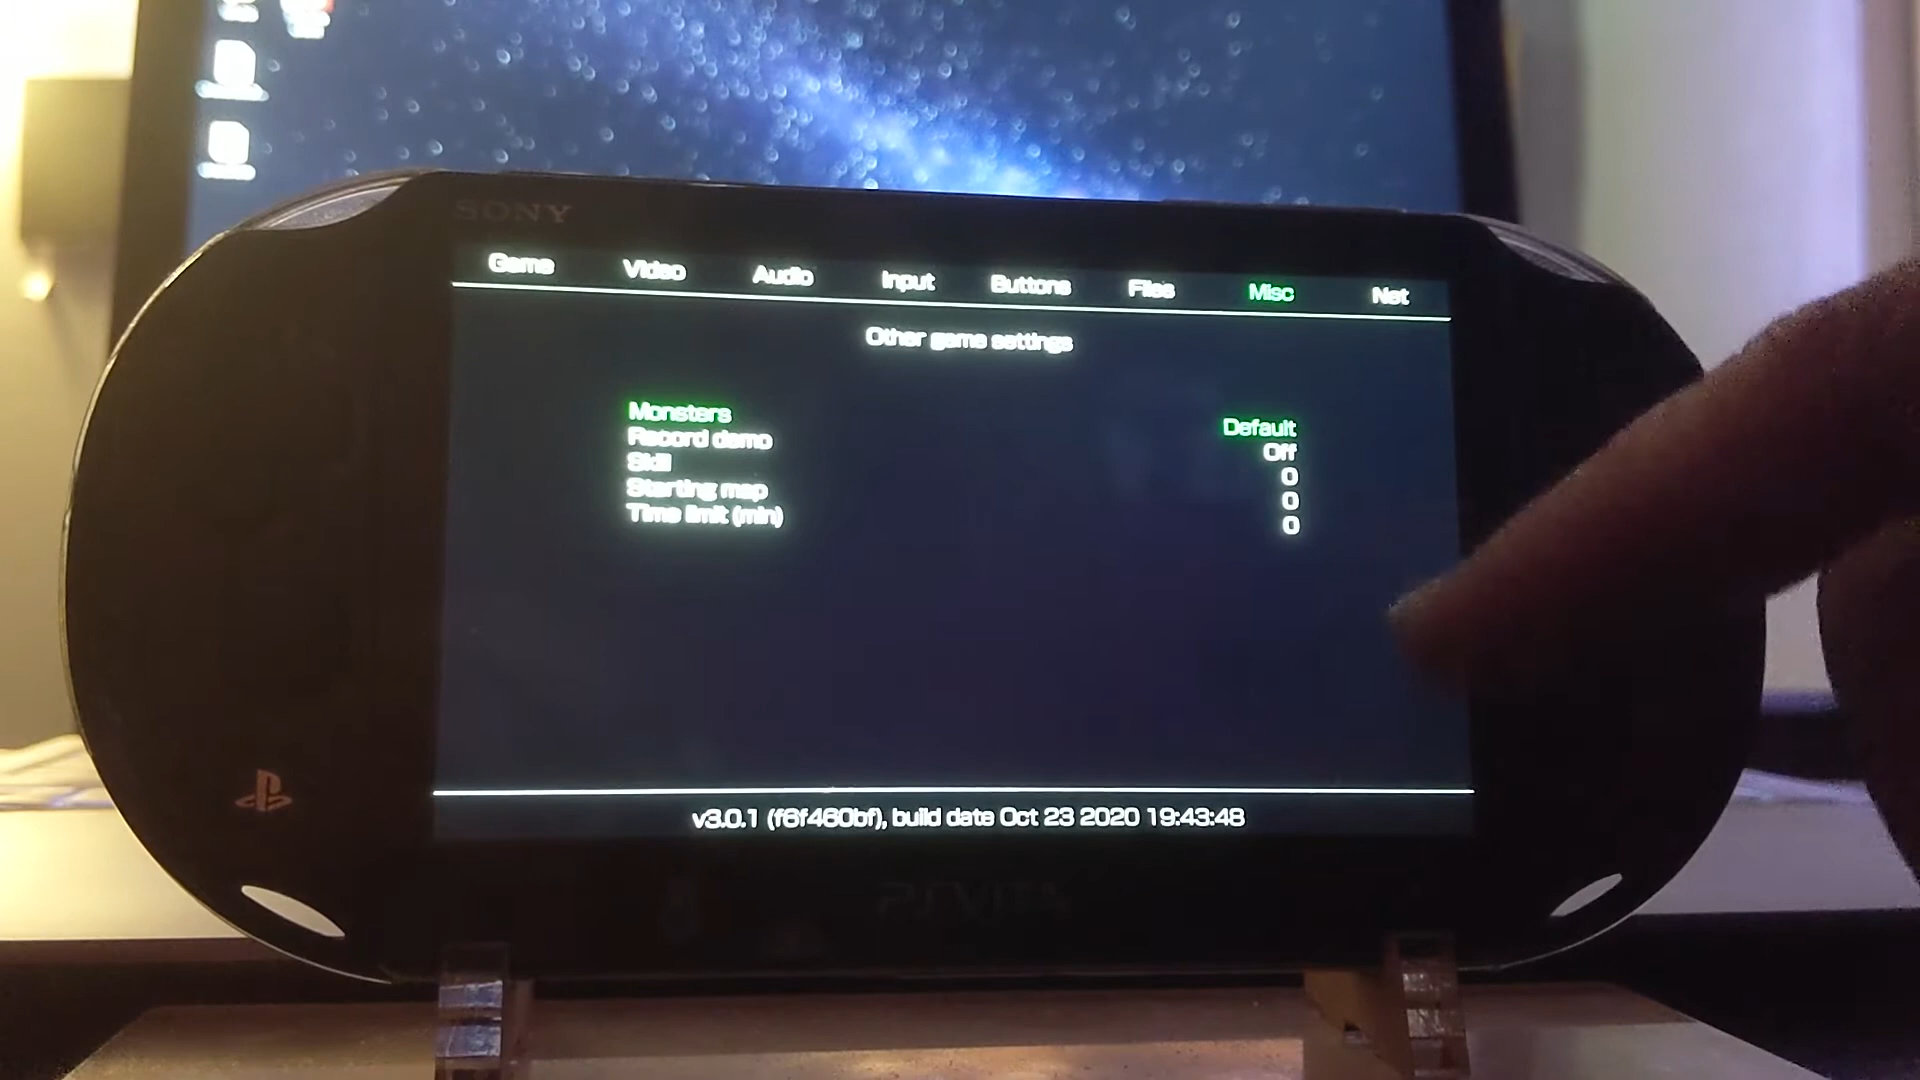 SONY
Game Video Audio Input Buttons Files Misc Net
Other game settings
Monsters Default
Record demo Off
Skill 0
Starting map 0
Time limit (min) 0
v3.0.1 (f6f460bf), build date Oct 23 2020 19:43:48
PSVITA